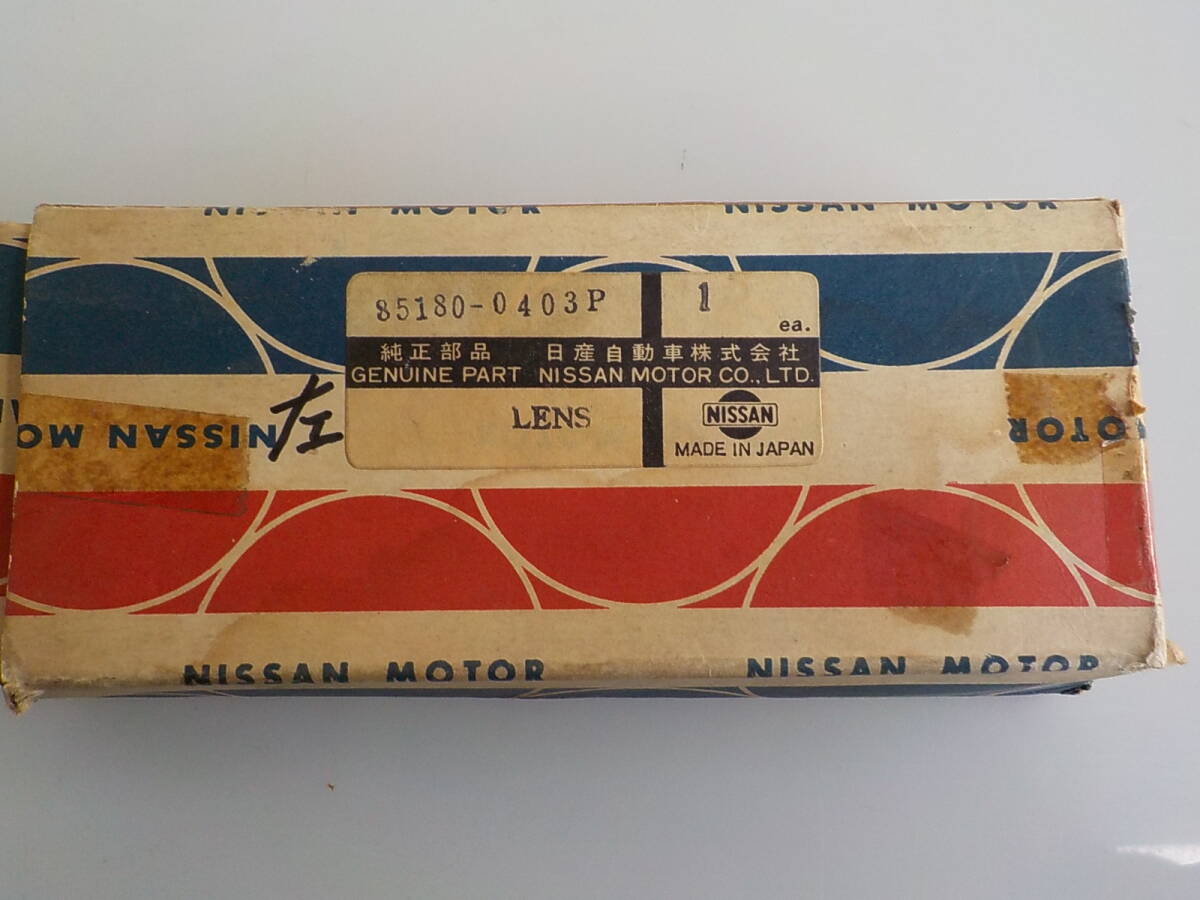 NISSAN MOTOR NISSAN MOTOR
85180-0403P 1
ea.
純正部品 日産自動車株式会社
GENUINE PART NISSAN MOTOR CO., LTD.
左
LENS NISSAN
MADE IN JAPAN
NISSAN MO
MOTOR
NISSAN MOTOR NISSAN MOTOR